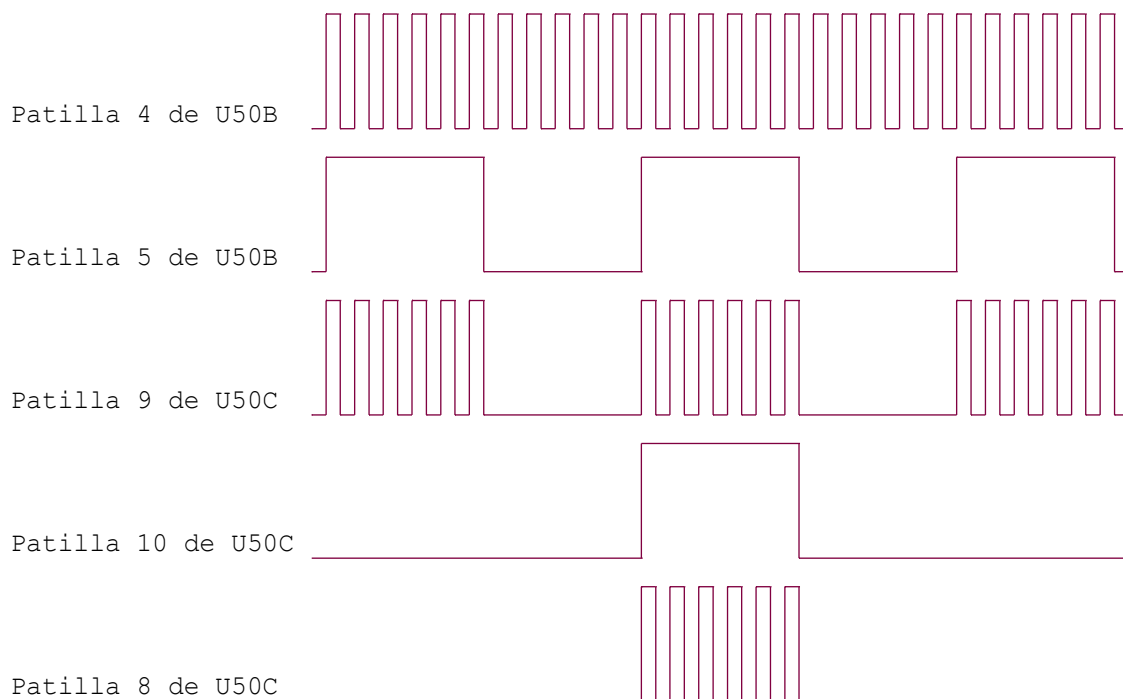 Patilla 4 de U50B
Patilla 5 de U50B
Patilla 9 de U50C
Patilla 10 de U50C
Patilla 8 de U50C